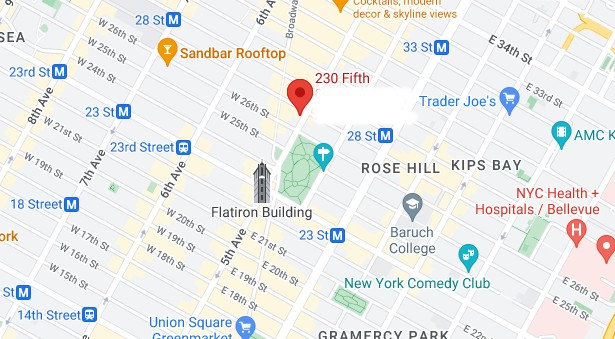 Cocktails, modern
decor & skyline views
28 St M
6th Ave
Broadway
SEA
Sandbar Rooftop
33 St M
E 34th St
23rd St M
W 26th St
W 25th St
W 24th St
230 Fifth
E 33rd St
Trader Joe's
8th Ave
W 26th St
W 25th St
23 St M
28 St M
AMC K
W 21st St
23rd Street
ROSE HILL
KIPS BAY
W 19th St
7th Ave
6th Ave
NYC Health +
Hospitals / Bellevue
H
18 Street M
Flatiron Building
W 20th St
W 19th St
W 18th St
Baruch
College
23 St M
5th Ave
E 21st St
E 20th St
E 19th St
E 18th St
W 17th St
W 16th St
W 15th St
ork
New York Comedy Club
E 26th St
E 25th St
St M
14th Street
Union Square
Greenmarket
GRAMERCY PARK
E 22nd